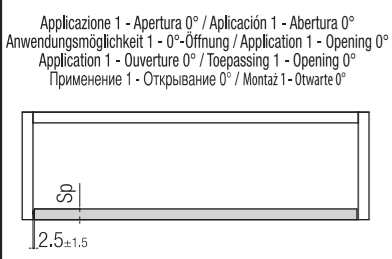 Applicazione 1 - Apertura 0° / Aplicación 1 - Abertura 0°
Anwendungsmöglichkeit 1 - 0°-Öffnung / Application 1 - Opening 0°
Application 1 - Ouverture 0° / Toepassing 1 - Opening 0°
Применение 1 - Открывание 0° / Montaż 1 - Otwarte 0°
Sp
2.5±1.5